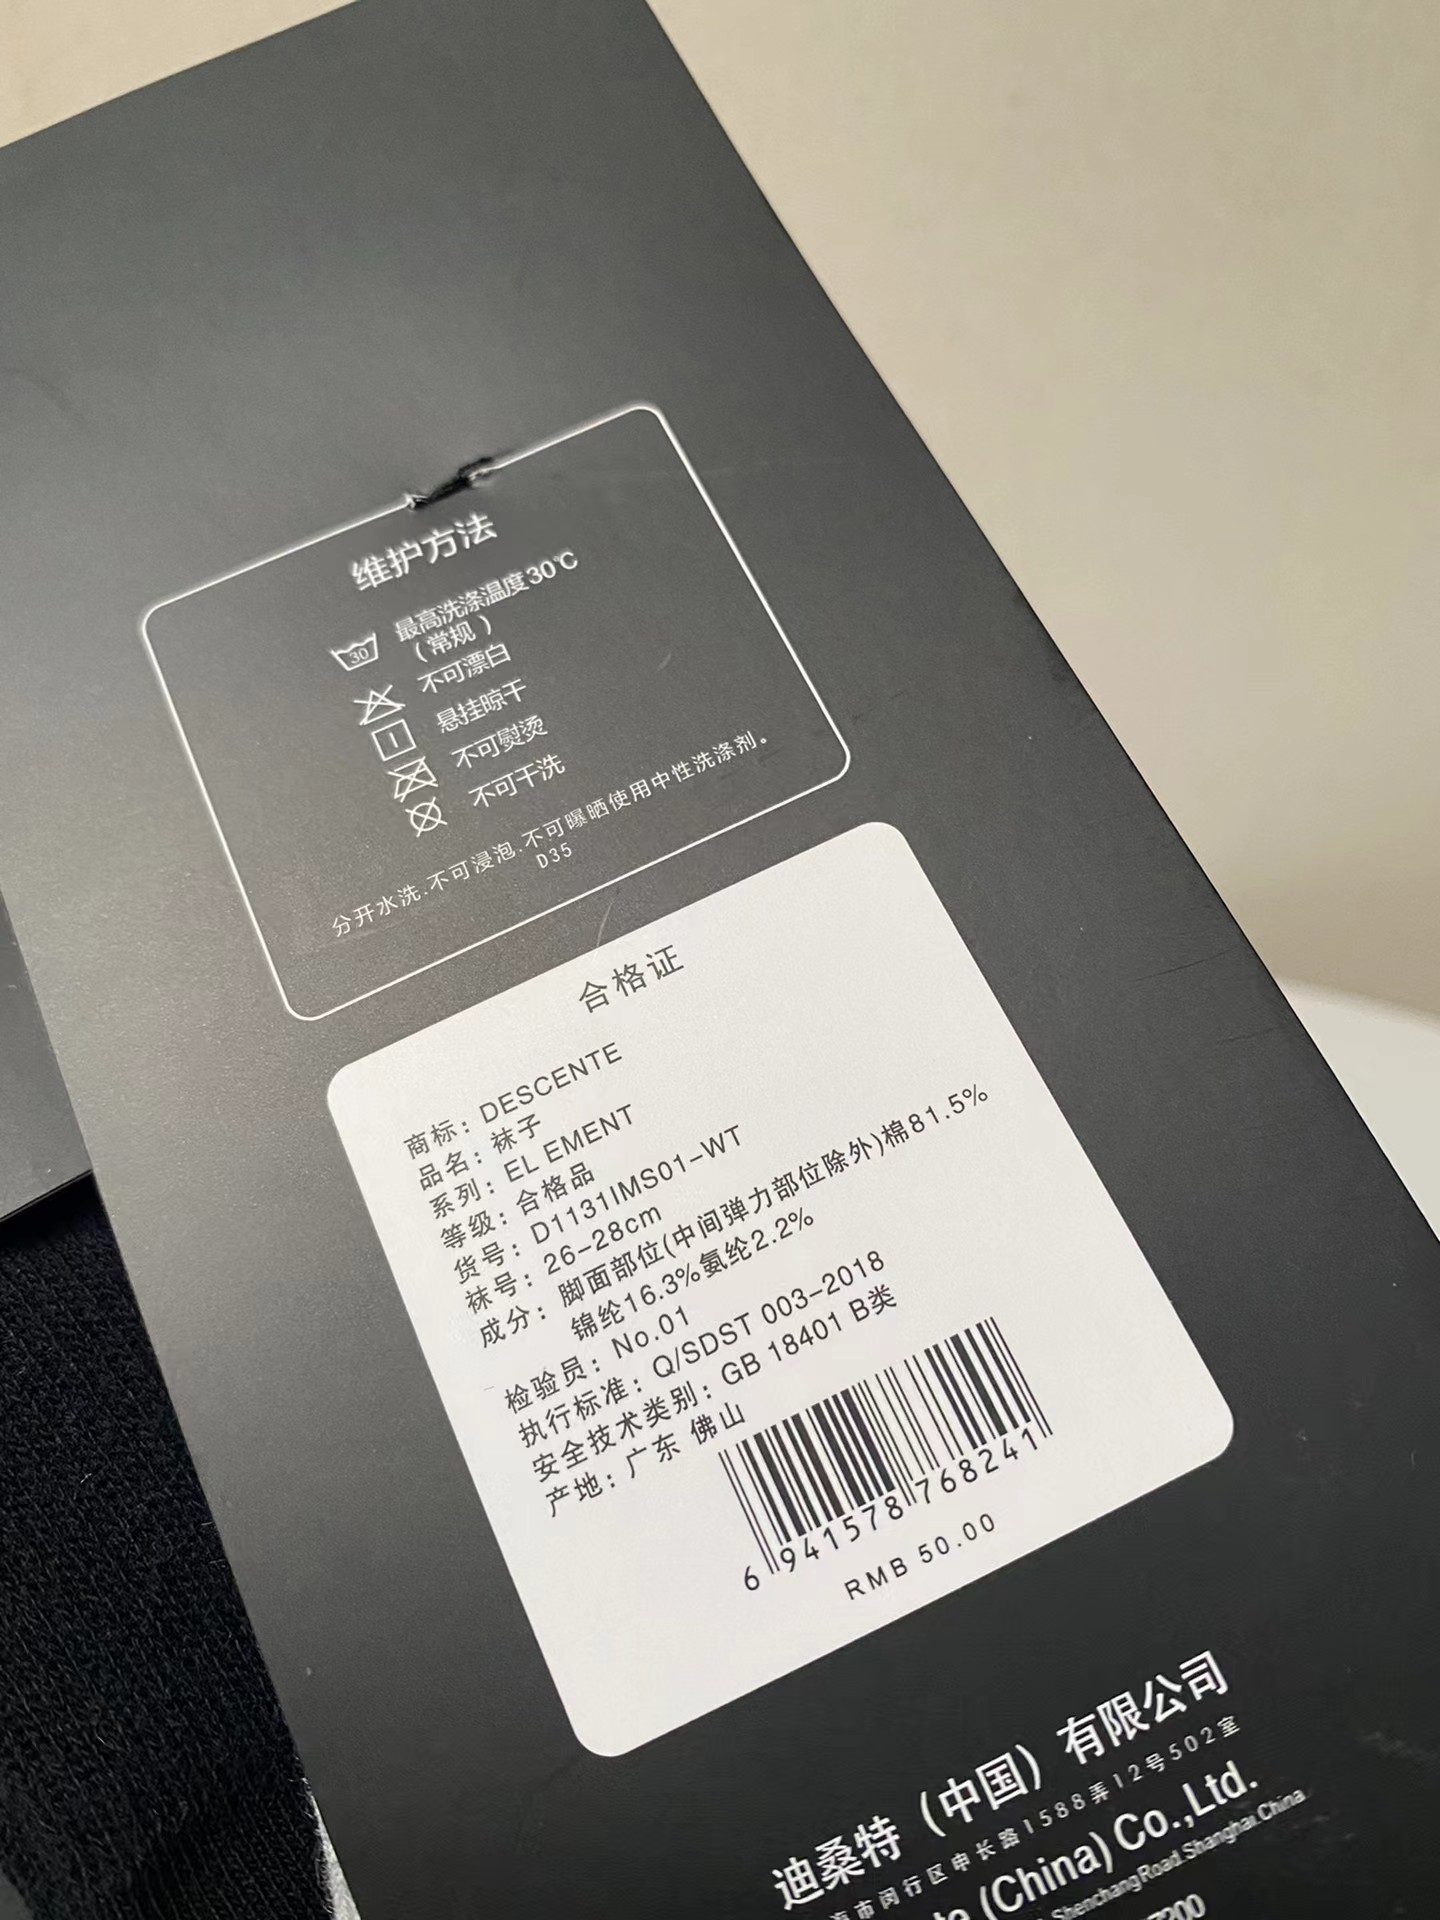 维护方法
30
最高洗涤温度30℃
(常规)
不可漂白
悬挂晾干
不可熨烫
不可干洗
分开水洗.不可浸泡.不可曝晒使用中性洗涤剂。
D35
合格证
商标：DESCENTE
品名：袜子
系列：EL EMENT
等级：合格品
货号：D1131IMS01-WT
袜号：26-28cm
成分：脚面部位(中间弹力部位除外)棉81.5%
锦纶16.3%氨纶2.2%
检验员：No.01
执行标准：Q/SDST 003-2018
安全技术类别：GB 18401 B类
产地：广东 佛山
6 941578 768241
RMB 50.00
迪桑特（中国）有限公司
海市闵行区申长路1588弄12号502室
(China) Co.,Ltd.
Shenchang Road. Shanghai. China